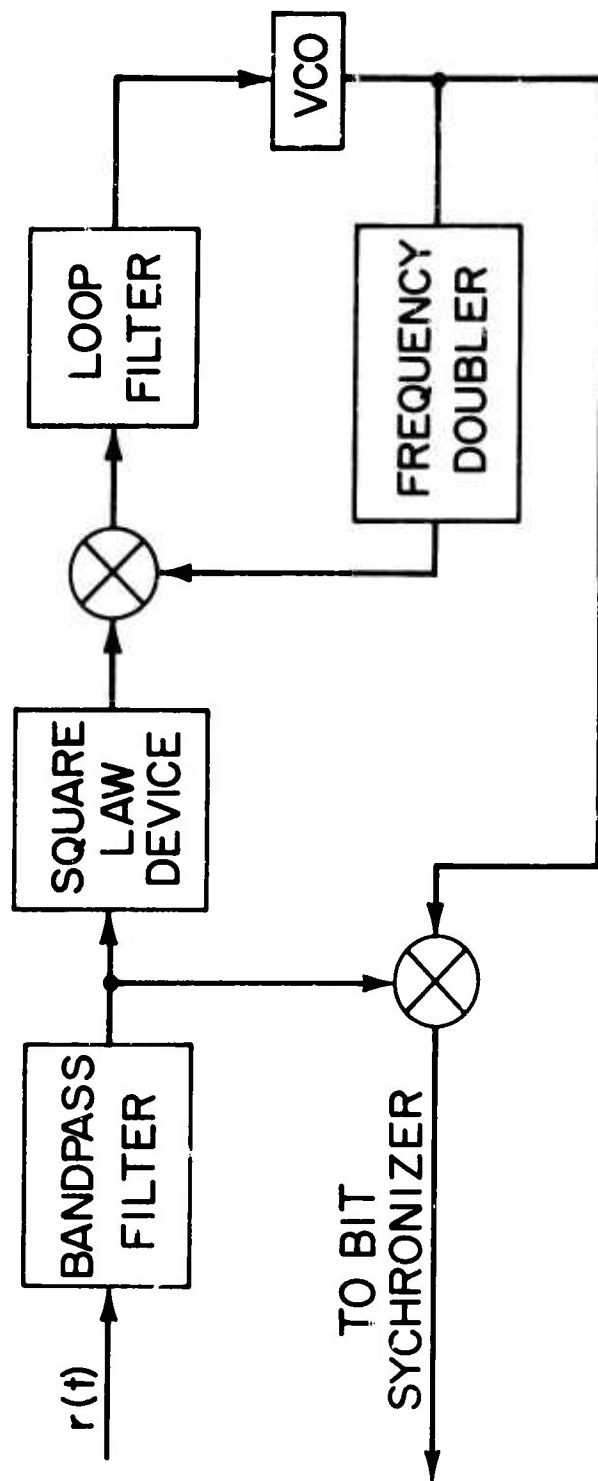 r(t)
BANDPASS
FILTER
SQUARE
LAW
DEVICE
LOOP
FILTER
VCO
FREQUENCY
DOUBLER
TO BIT
SYCHRONIZER